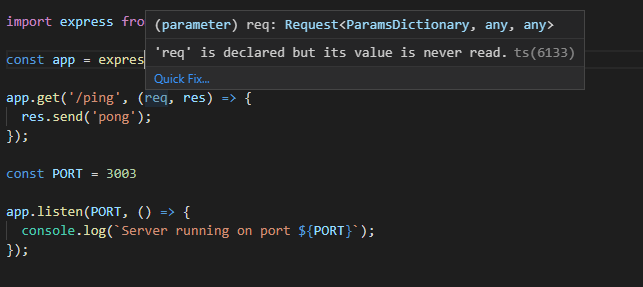 import express fro
(parameter) req: Request<ParamsDictionary, any, any>
'req' is declared but its value is never read. ts(6133)
Quick Fix...
const app = expres
app.get('/ping', (req, res) => {
  res.send('pong');
});
const PORT = 3003
app.listen(PORT, () => {
  console.log(`Server running on port ${PORT}`);
});